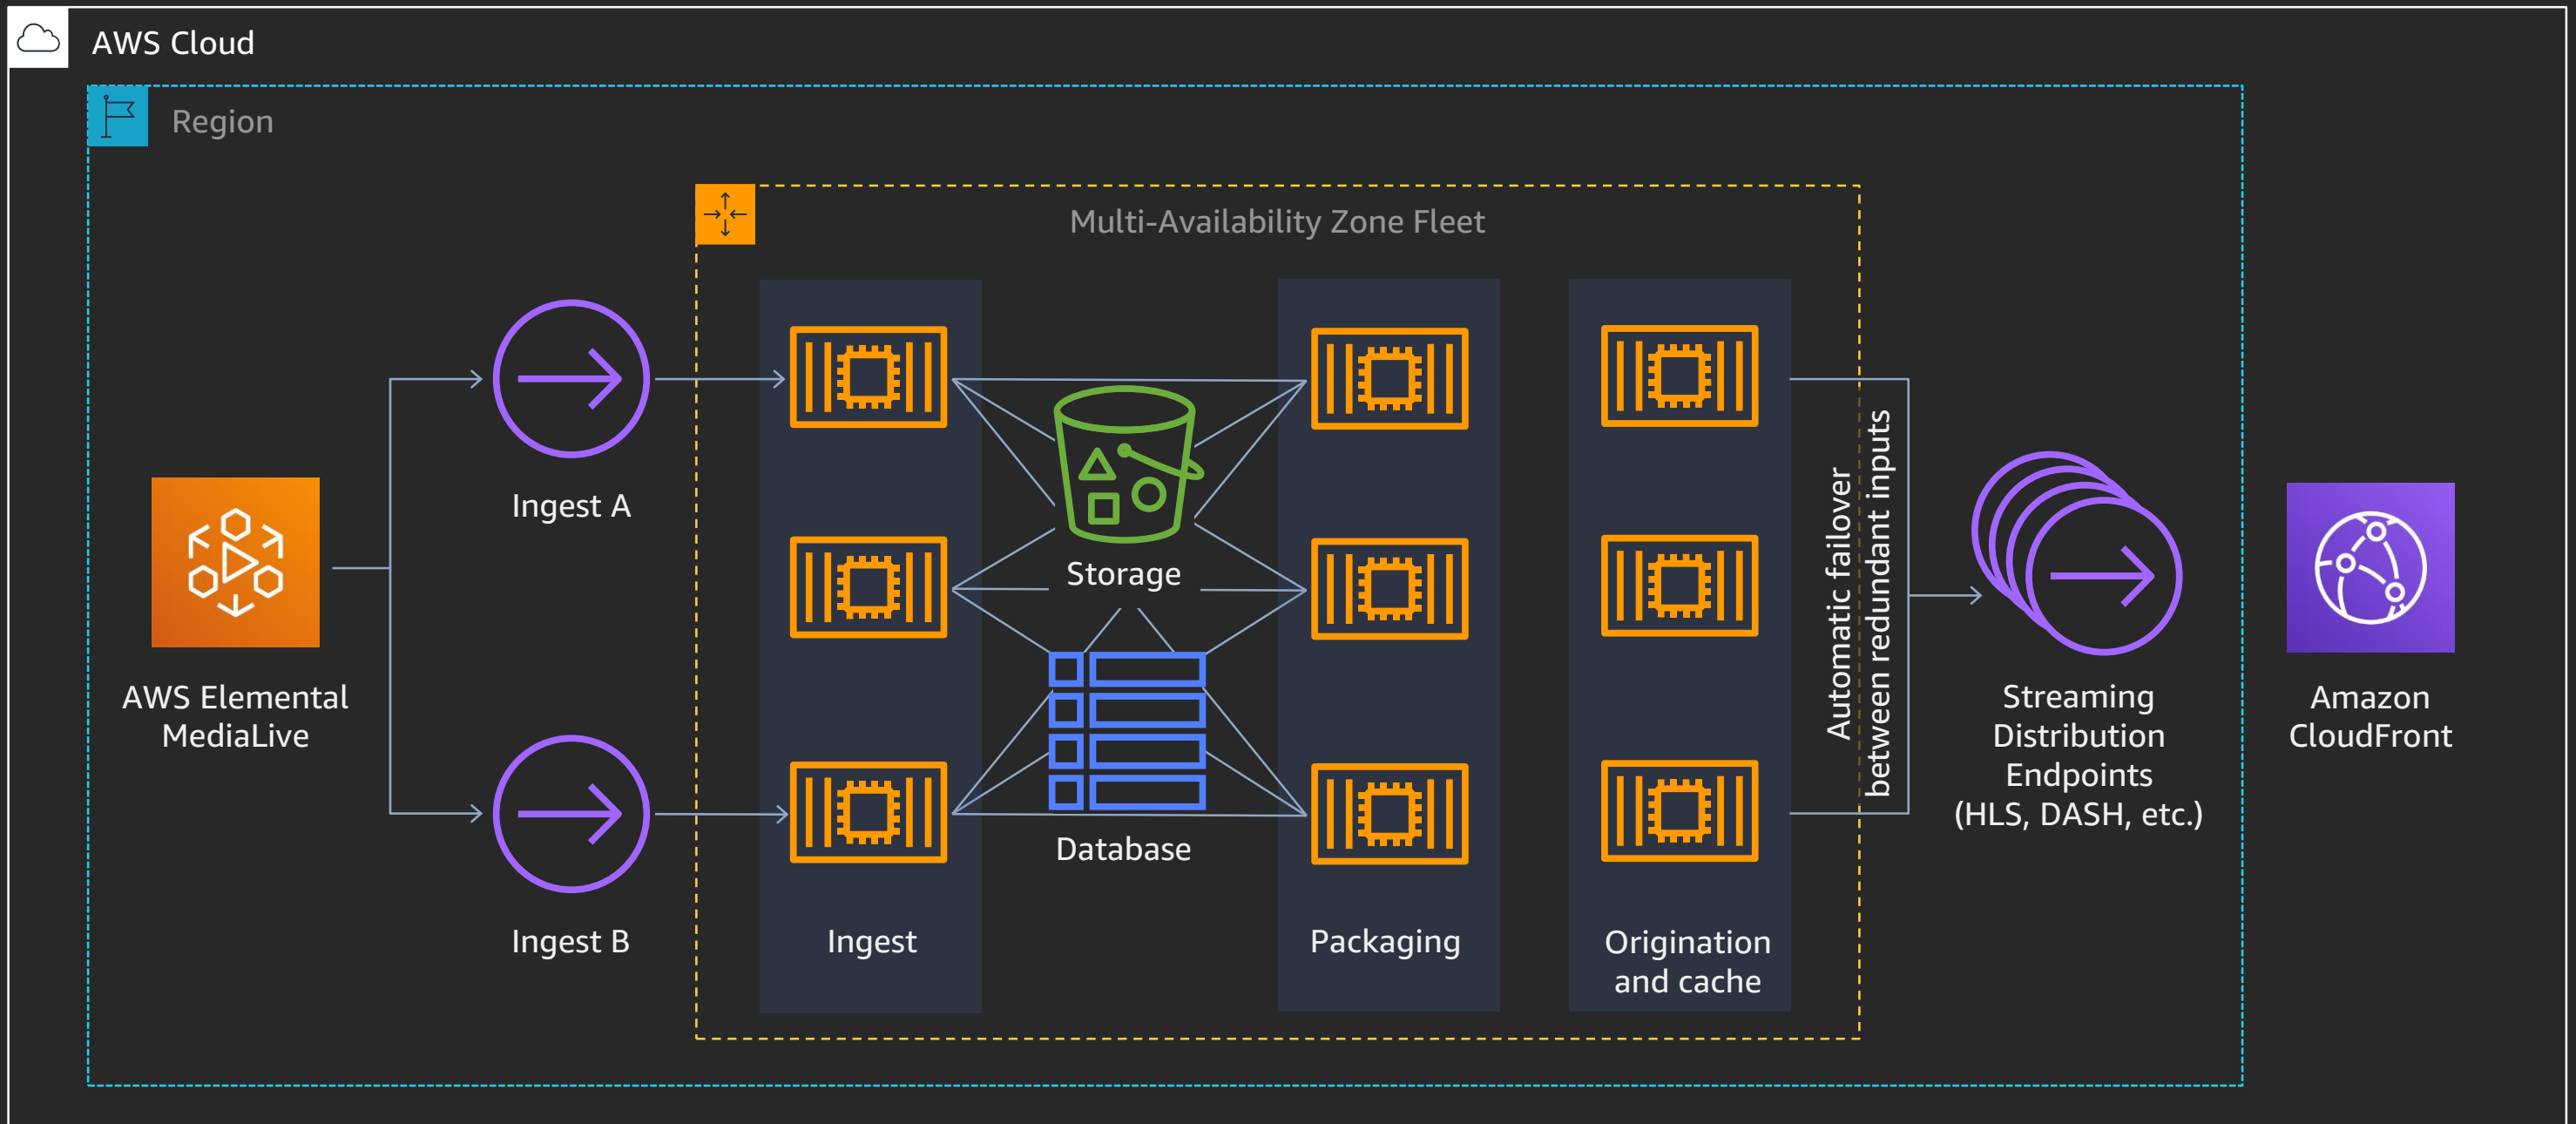 AWS Cloud
Region
Multi-Availability Zone Fleet
Ingest A
AWS Elemental
MediaLive
Ingest B
Ingest
Storage
Database
Packaging
Origination
and cache
Automatic failover
between redundant inputs
Streaming
Distribution
Endpoints
(HLS, DASH, etc.)
Amazon
CloudFront